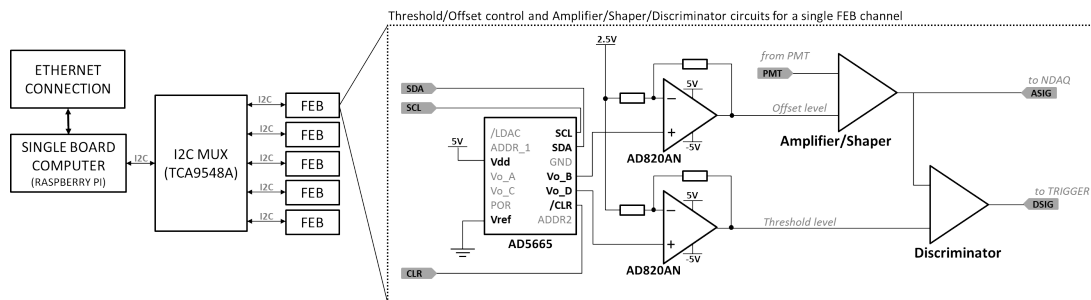 Threshold/Offset control and Amplifier/Shaper/Discriminator circuits for a single FEB channel
ETHERNET
CONNECTION
SINGLE BOARD
COMPUTER
(RASPBERRY PI)
I2C
I2C MUX
(TCA9548A)
I2C
FEB
I2C
FEB
I2C
FEB
I2C
FEB
I2C
FEB
SDA
SCL
CLR
5V
/LDAC
ADDR_1
Vdd
Vo_A
Vo_C
POR
Vref
SCL
SDA
GND
Vo_B
Vo_D
/CLR
ADDR2
AD5665
2.5V
5V
-5V
AD820AN
5V
-5V
AD820AN
from PMT
PMT
Offset level
Amplifier/Shaper
to NDAQ
ASIG
Threshold level
Discriminator
to TRIGGER
DSIG